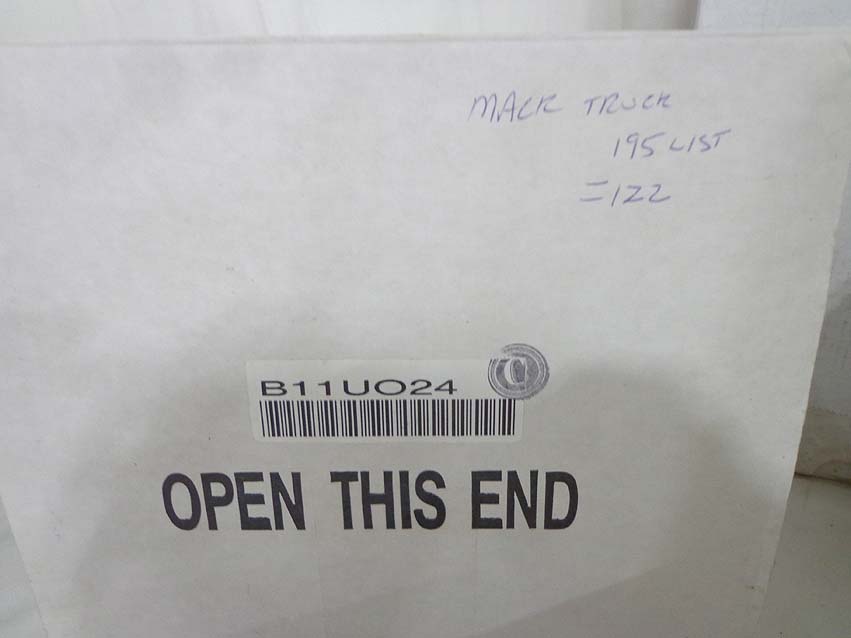 MACK TRUCK
195 LIST
=122
B11UO24
C
OPEN THIS END